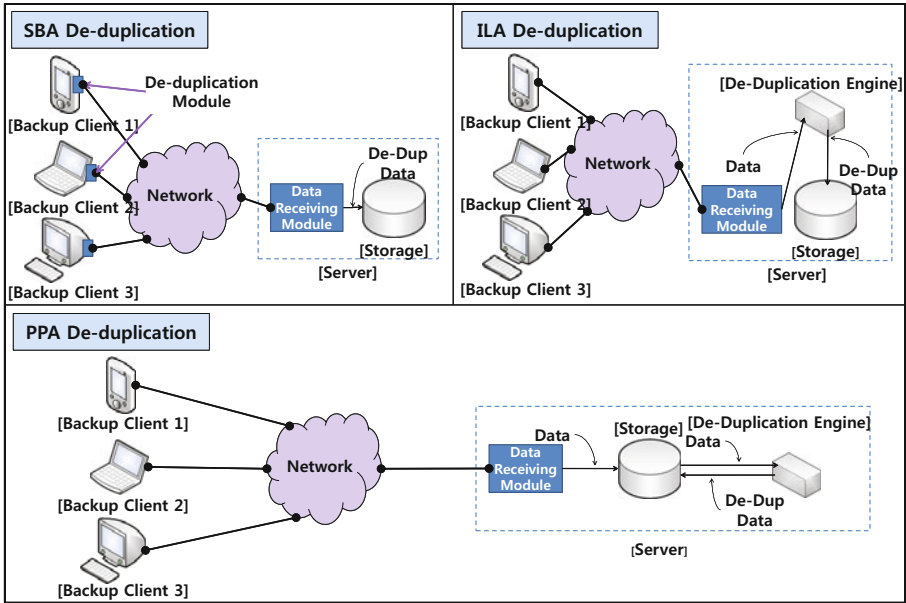 SBA De-duplication
De-duplication
Module
[Backup Client 1]
[Backup Client 2]
[Backup Client 3]
Network
De-Dup
Data
Data
Receiving
Module
[Storage]
[Server]
ILA De-duplication
[De-Duplication Engine]
[Backup Client 1]
[Backup Client 2]
[Backup Client 3]
Network
Data
De-Dup
Data
Data
Receiving
Module
[Storage]
[Server]
PPA De-duplication
[Backup Client 1]
[Backup Client 2]
[Backup Client 3]
Network
Data
Receiving
Module
Data
[Storage]
[De-Duplication Engine]
Data
De-Dup
Data
[Server]